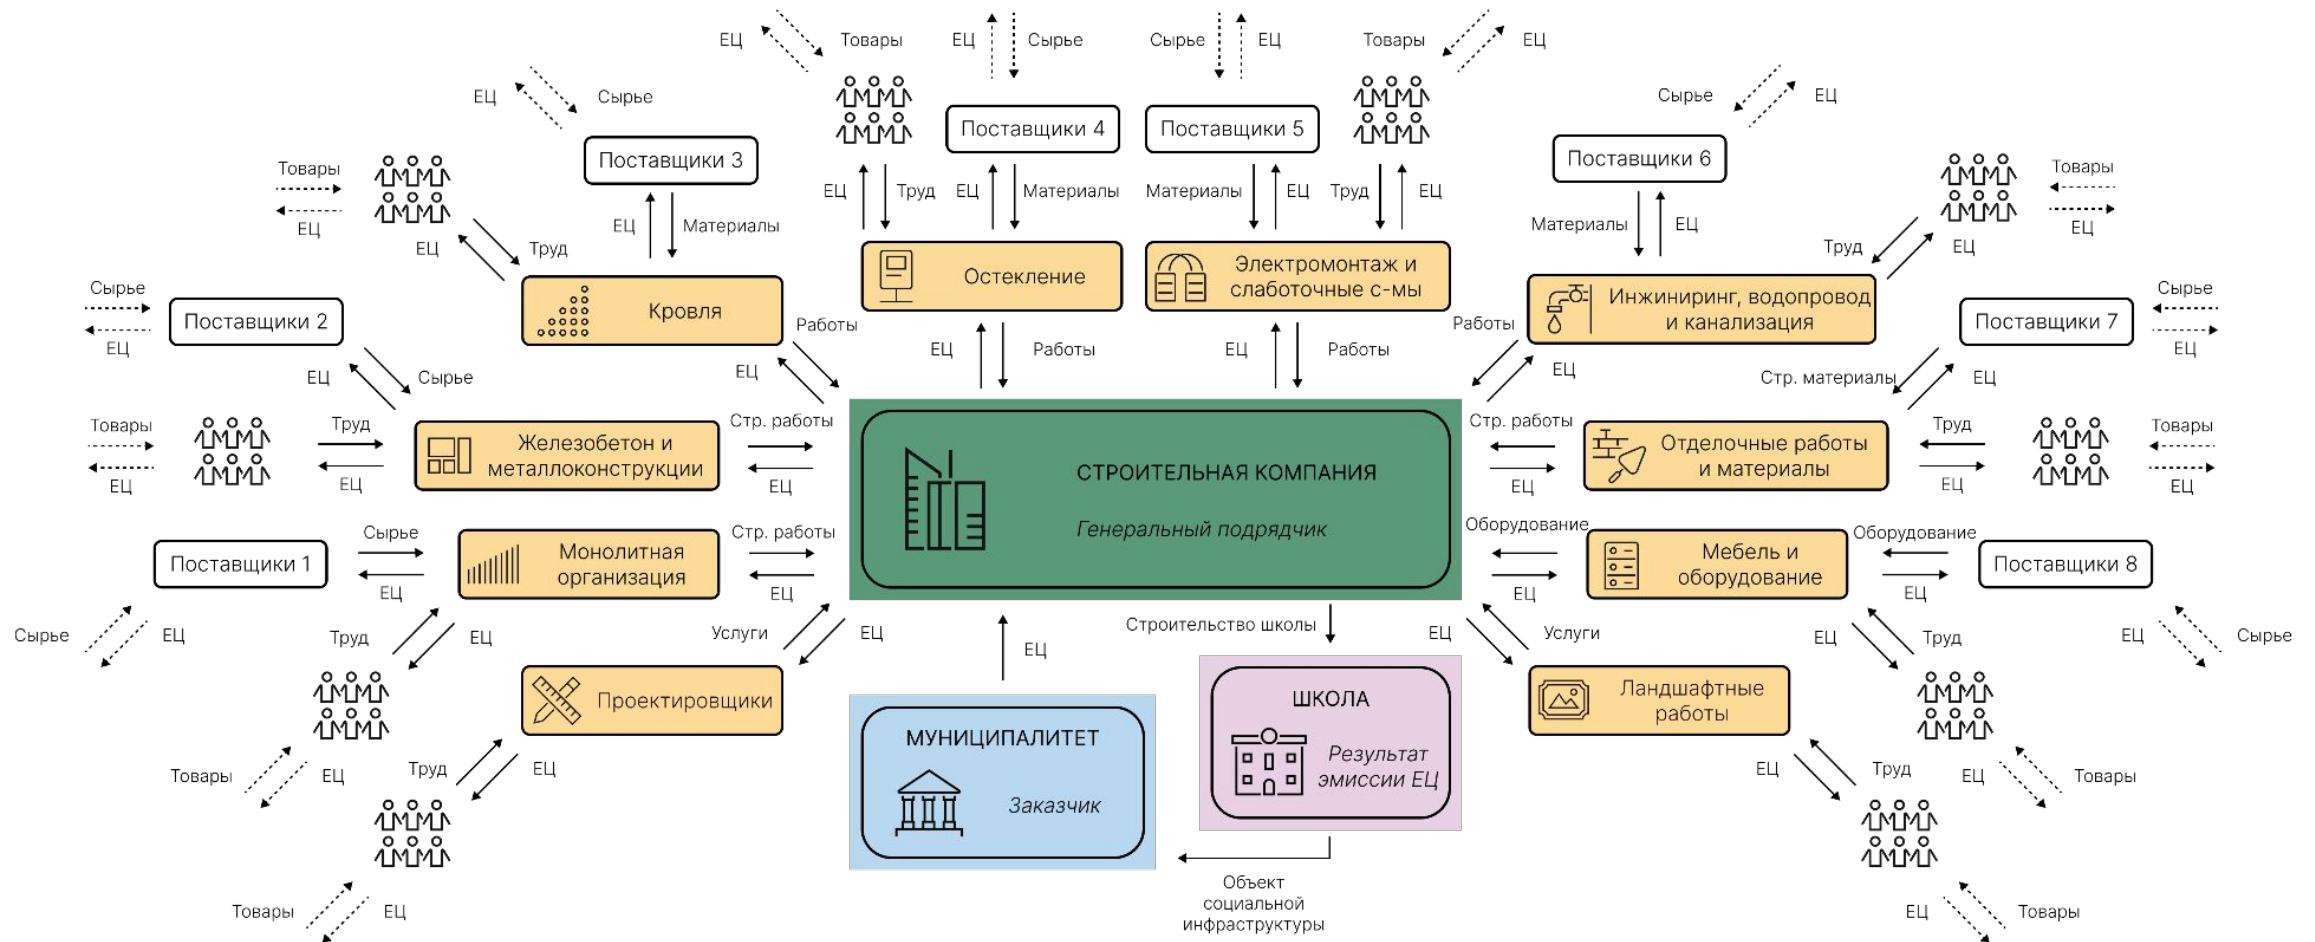 ЕЦ
Товары
ЕЦ
Сырье
Сырье
ЕЦ
Товары
ЕЦ
ЕЦ
Сырье
Сырье
ЕЦ
Поставщики 4
Поставщики 5
Поставщики 3
Поставщики 6
Товары
ЕЦ
Товары
ЕЦ
ЕЦ
Труд
ЕЦ
Материалы
Материалы
ЕЦ
Труд
ЕЦ
ЕЦ
Труд
ЕЦ
Материалы
Материалы
ЕЦ
Труд
ЕЦ
Остекление
Электромонтаж и
слаботочные с-мы
Кровля
Инжиниринг, водопровод
и канализация
Сырье
ЕЦ
Поставщики 2
Поставщики 7
Сырье
ЕЦ
Работы
ЕЦ
ЕЦ
Работы
ЕЦ
Работы
Работы
ЕЦ
ЕЦ
Сырье
Стр. материалы
ЕЦ
Товары
ЕЦ
Труд
ЕЦ
Железобетон и
металлоконструкции
Стр. работы
ЕЦ
СТРОИТЕЛЬНАЯ КОМПАНИЯ
Генеральный подрядчик
Стр. работы
ЕЦ
Отделочные работы
и материалы
Труд
ЕЦ
Товары
ЕЦ
Поставщики 1
Сырье
ЕЦ
Монолитная
организация
Стр. работы
ЕЦ
Оборудование
ЕЦ
Мебель и
оборудование
Оборудование
ЕЦ
Поставщики 8
Сырье
ЕЦ
Труд
ЕЦ
Услуги
ЕЦ
ЕЦ
Строительство школы
ЕЦ
Услуги
ЕЦ
Труд
ЕЦ
Сырье
Проектировщики
МУНИЦИПАЛИТЕТ
Заказчик
ШКОЛА
Результат
эмиссии ЕЦ
Ландшафтные
работы
Товары
ЕЦ
Труд
ЕЦ
ЕЦ
Труд
ЕЦ
Товары
Объект
социальной
инфраструктуры
Товары
ЕЦ
ЕЦ
Товары